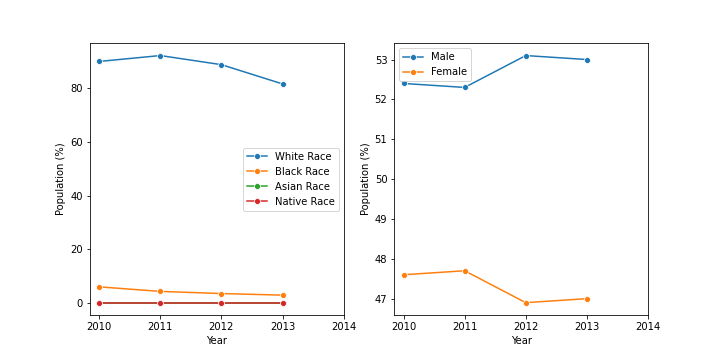 80
60
40
20
0
Population (%)
2010 2011 2012 2013 2014
Year
White Race
Black Race
Asian Race
Native Race
53
52
51
50
49
48
47
Population (%)
2010 2011 2012 2013 2014
Year
Male
Female